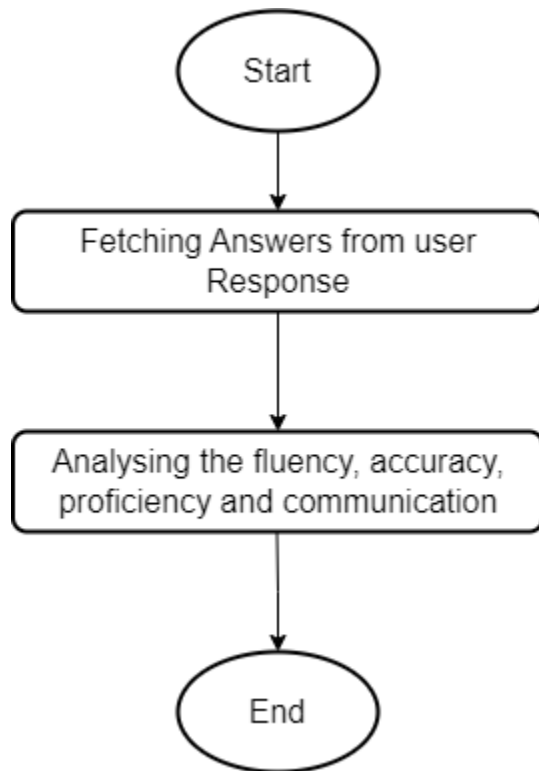 Start
Fetching Answers from user
Response
Analysing the fluency, accuracy,
proficiency and communication
End